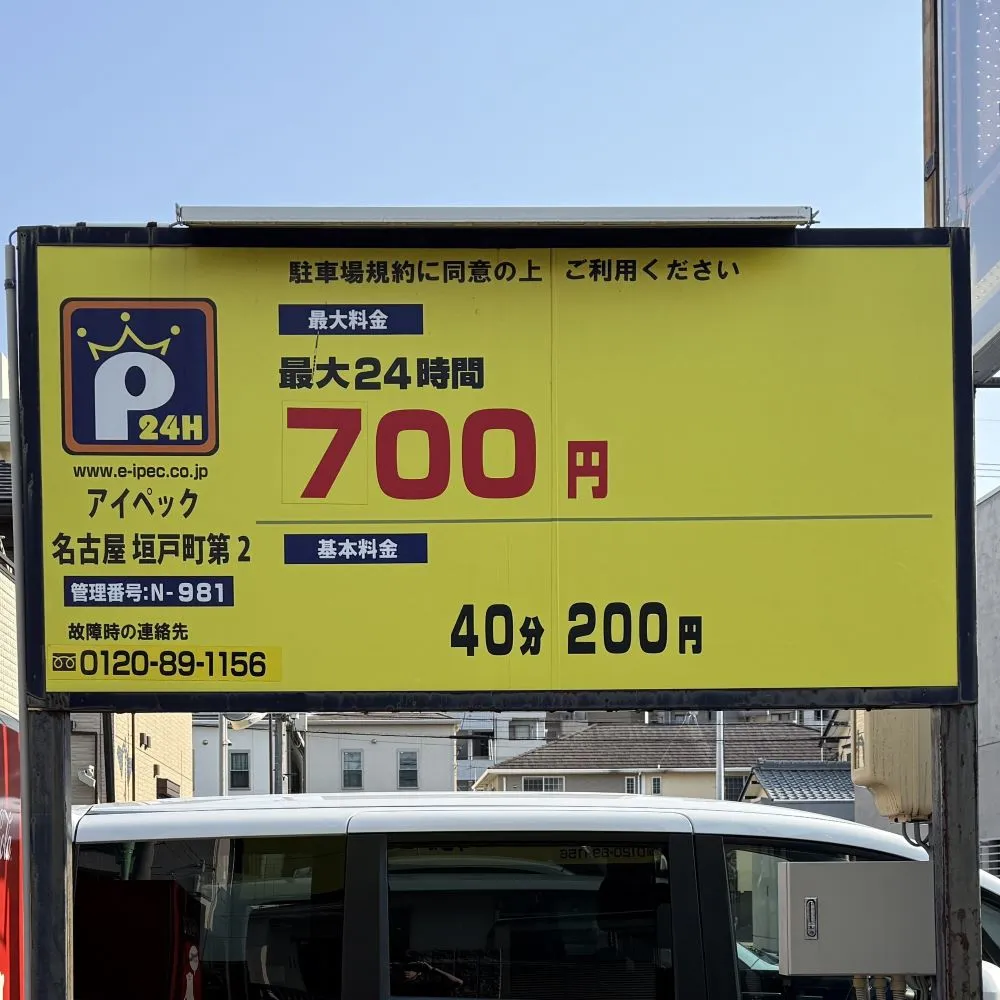 駐車場規約に同意の上 ご利用ください
最大料金
最大24時間
700円
基本料金
40分 200円
P
24H
www.e-ipec.co.jp
アイペック
名古屋 垣戸町第2
管理番号:N-981
故障時の連絡先
0120-89-1156